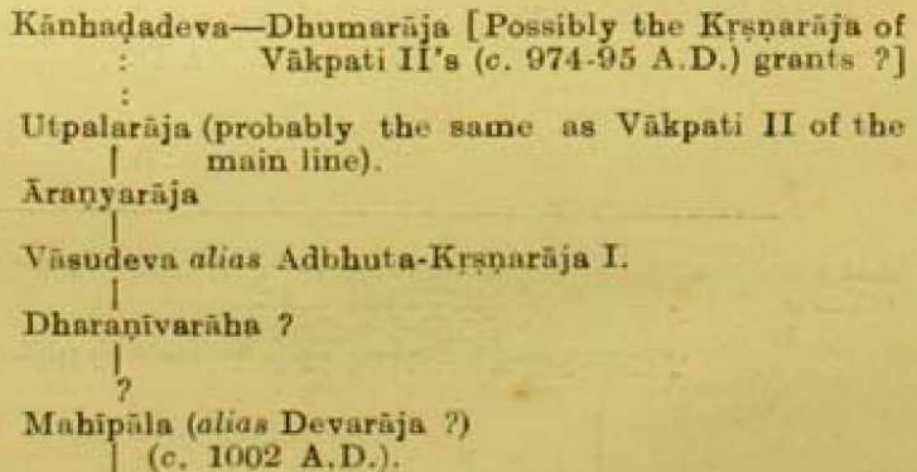 Kānhaḍadeva—Dhumarāja [Possibly the Kṛṣṇarāja of
: Vākpati II's (c. 974-95 A.D.) grants ?]
:
Utpalarāja (probably the same as Vākpati II of the
| main line).
Āraṇyarāja
|
Vāsudeva alias Adbhuta-Kṛṣṇarāja I.
|
Dharaṇīvarāha ?
|
?
Mahīpāla (alias Devarāja ?)
| (c. 1002 A.D.).